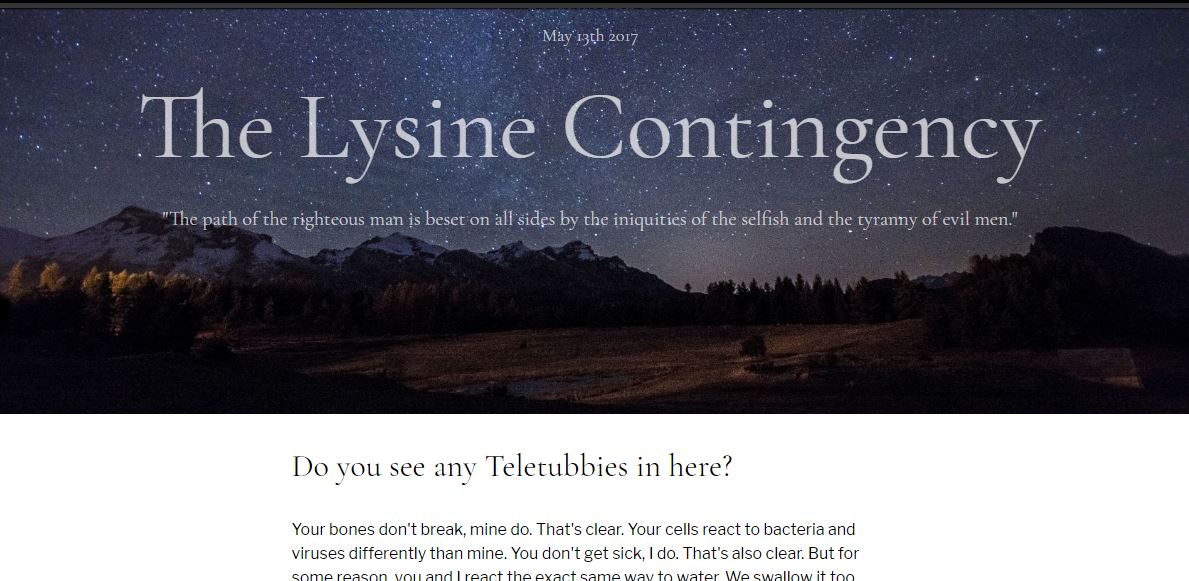 May 13th 2017
The Lysine Contingency
"The path of the righteous man is beset on all sides by the iniquities of the selfish and the tyranny of evil men."
Do you see any Teletubbies in here?
Your bones don't break, mine do. That's clear. Your cells react to bacteria and
viruses differently than mine. You don't get sick, I do. That's also clear. But for
some reason, you and I react the exact same way to water. We swallow it too